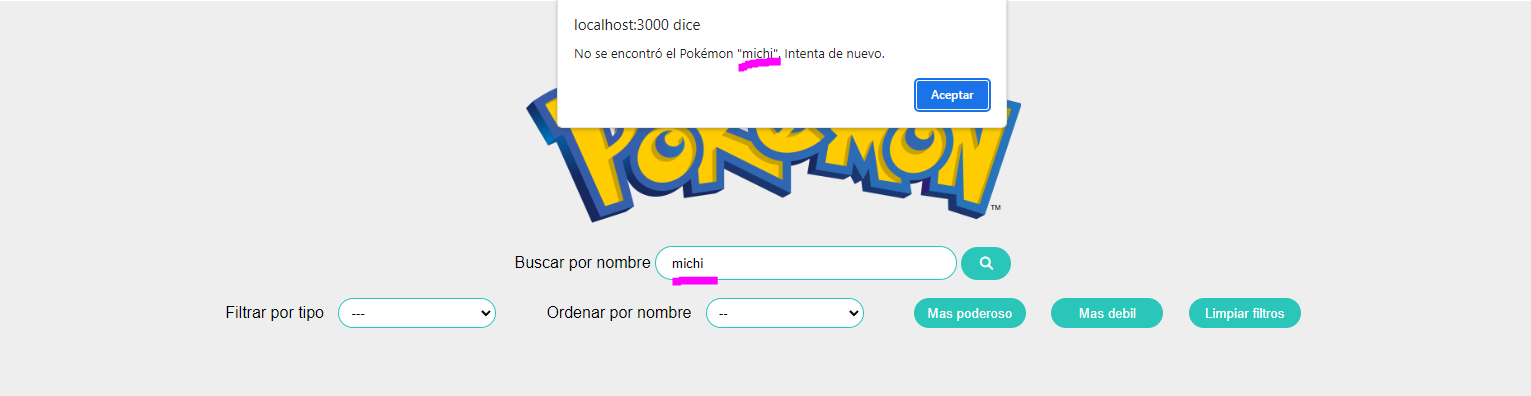 localhost:3000 dice
No se encontró el Pokémon "michi". Intenta de nuevo.
Aceptar
POKéMON
TM
Buscar por nombre michi
Filtrar por tipo --- Ordenar por nombre -- Mas poderoso Mas debil Limpiar filtros